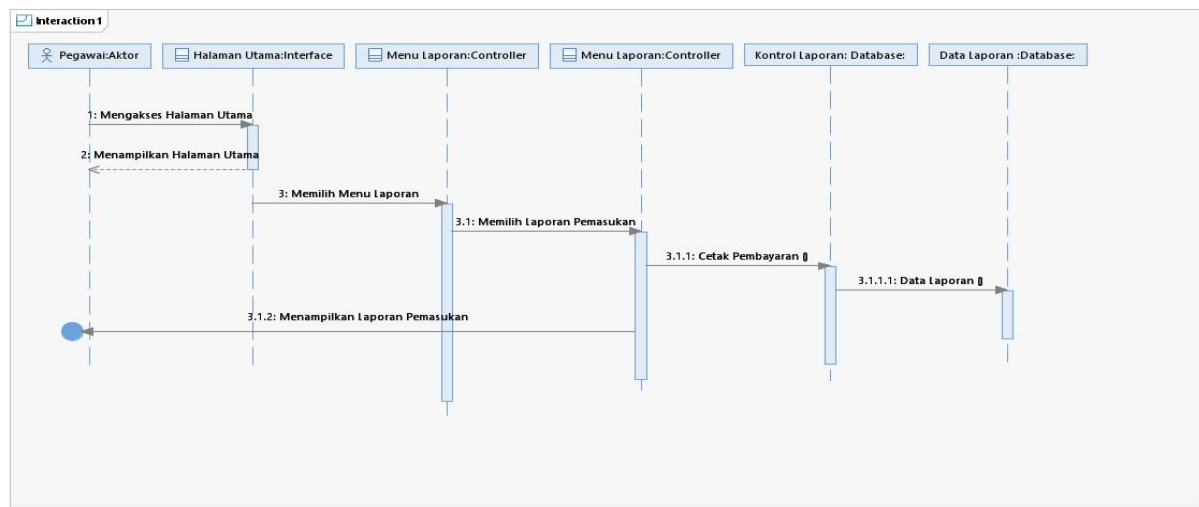 Interaction1
Pegawai:Aktor
Halaman Utama:Interface
Menu Laporan:Controller
Menu Laporan:Controller
Kontrol Laporan: Database:
Data Laporan :Database:
1: Mengakses Halaman Utama
2: Menampilkan Halaman Utama
3: Memilih Menu Laporan
3.1: Memilih Laporan Pemasukan
3.1.1: Cetak Pembayaran ()
3.1.1.1: Data Laporan ()
3.1.2: Menampilkan Laporan Pemasukan